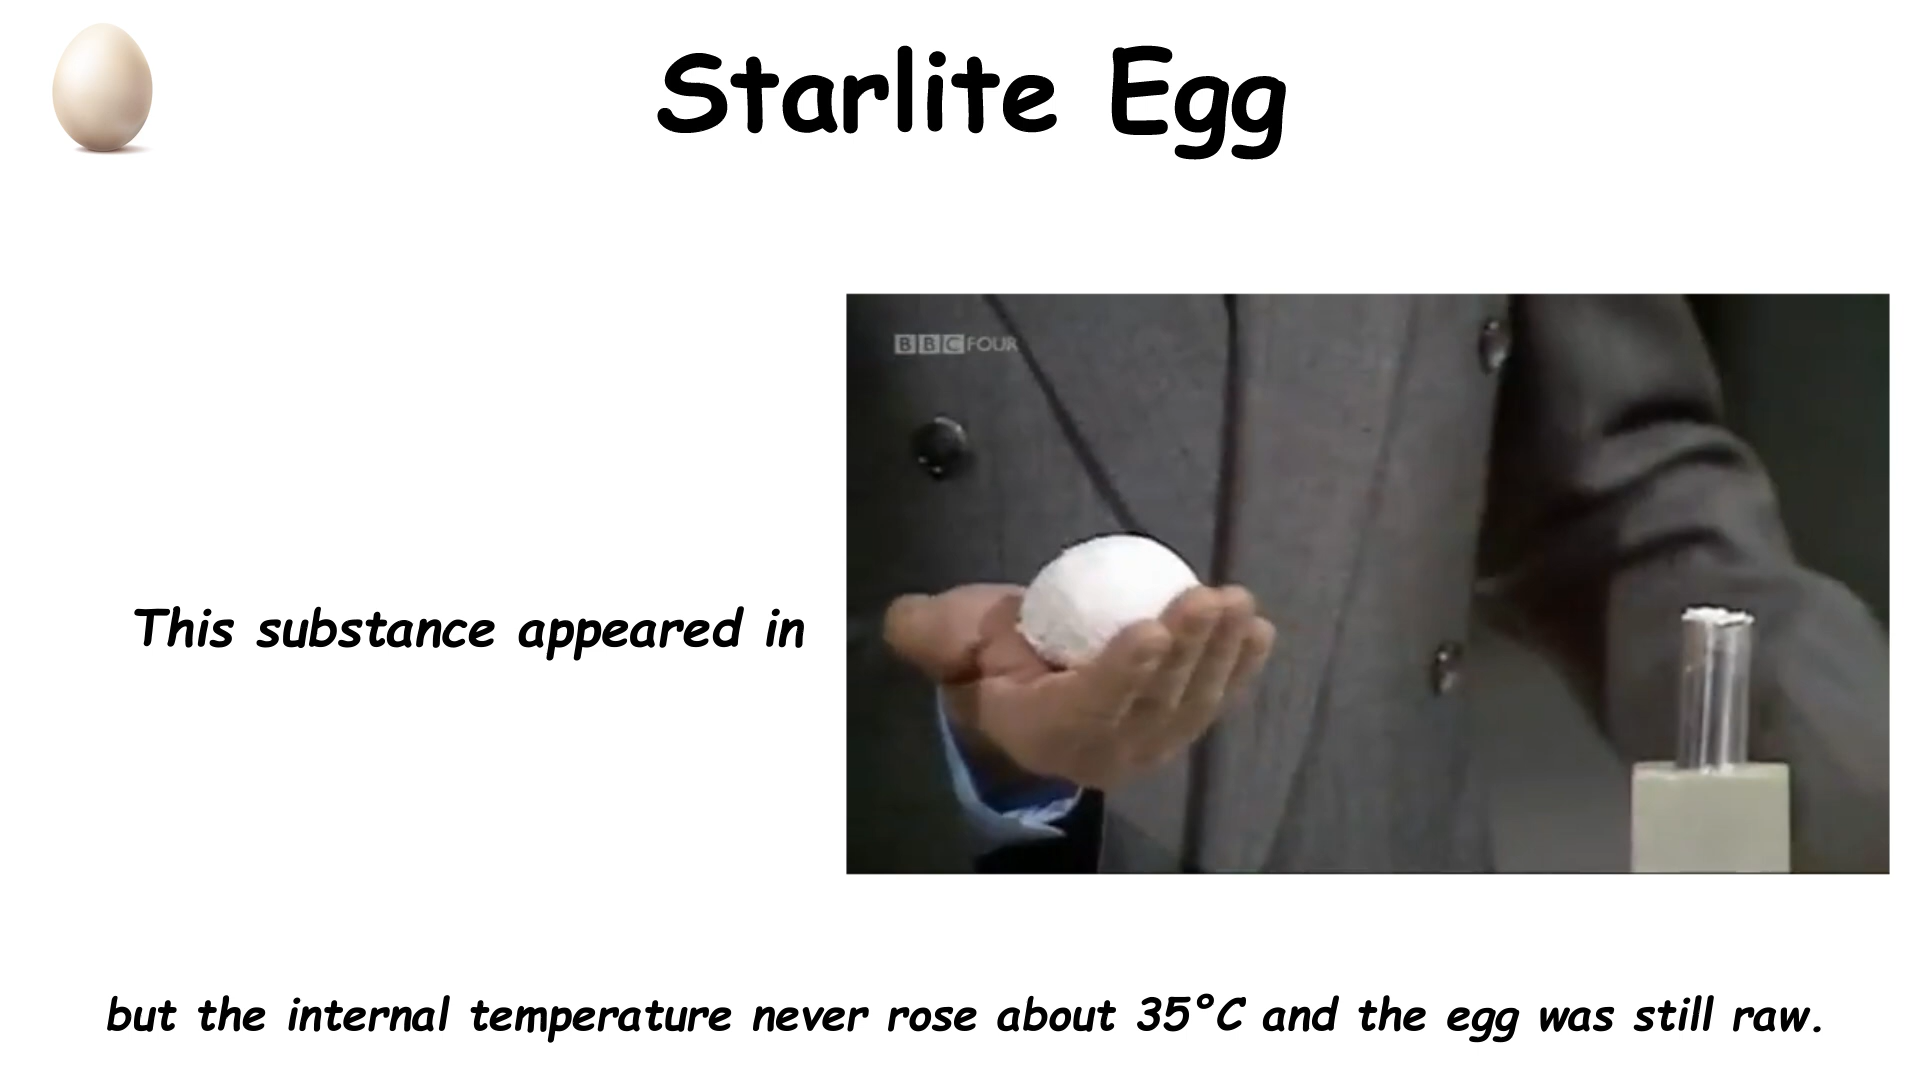 Starlite Egg
BBC FOUR
This substance appeared in
but the internal temperature never rose about 35°C and the egg was still raw.